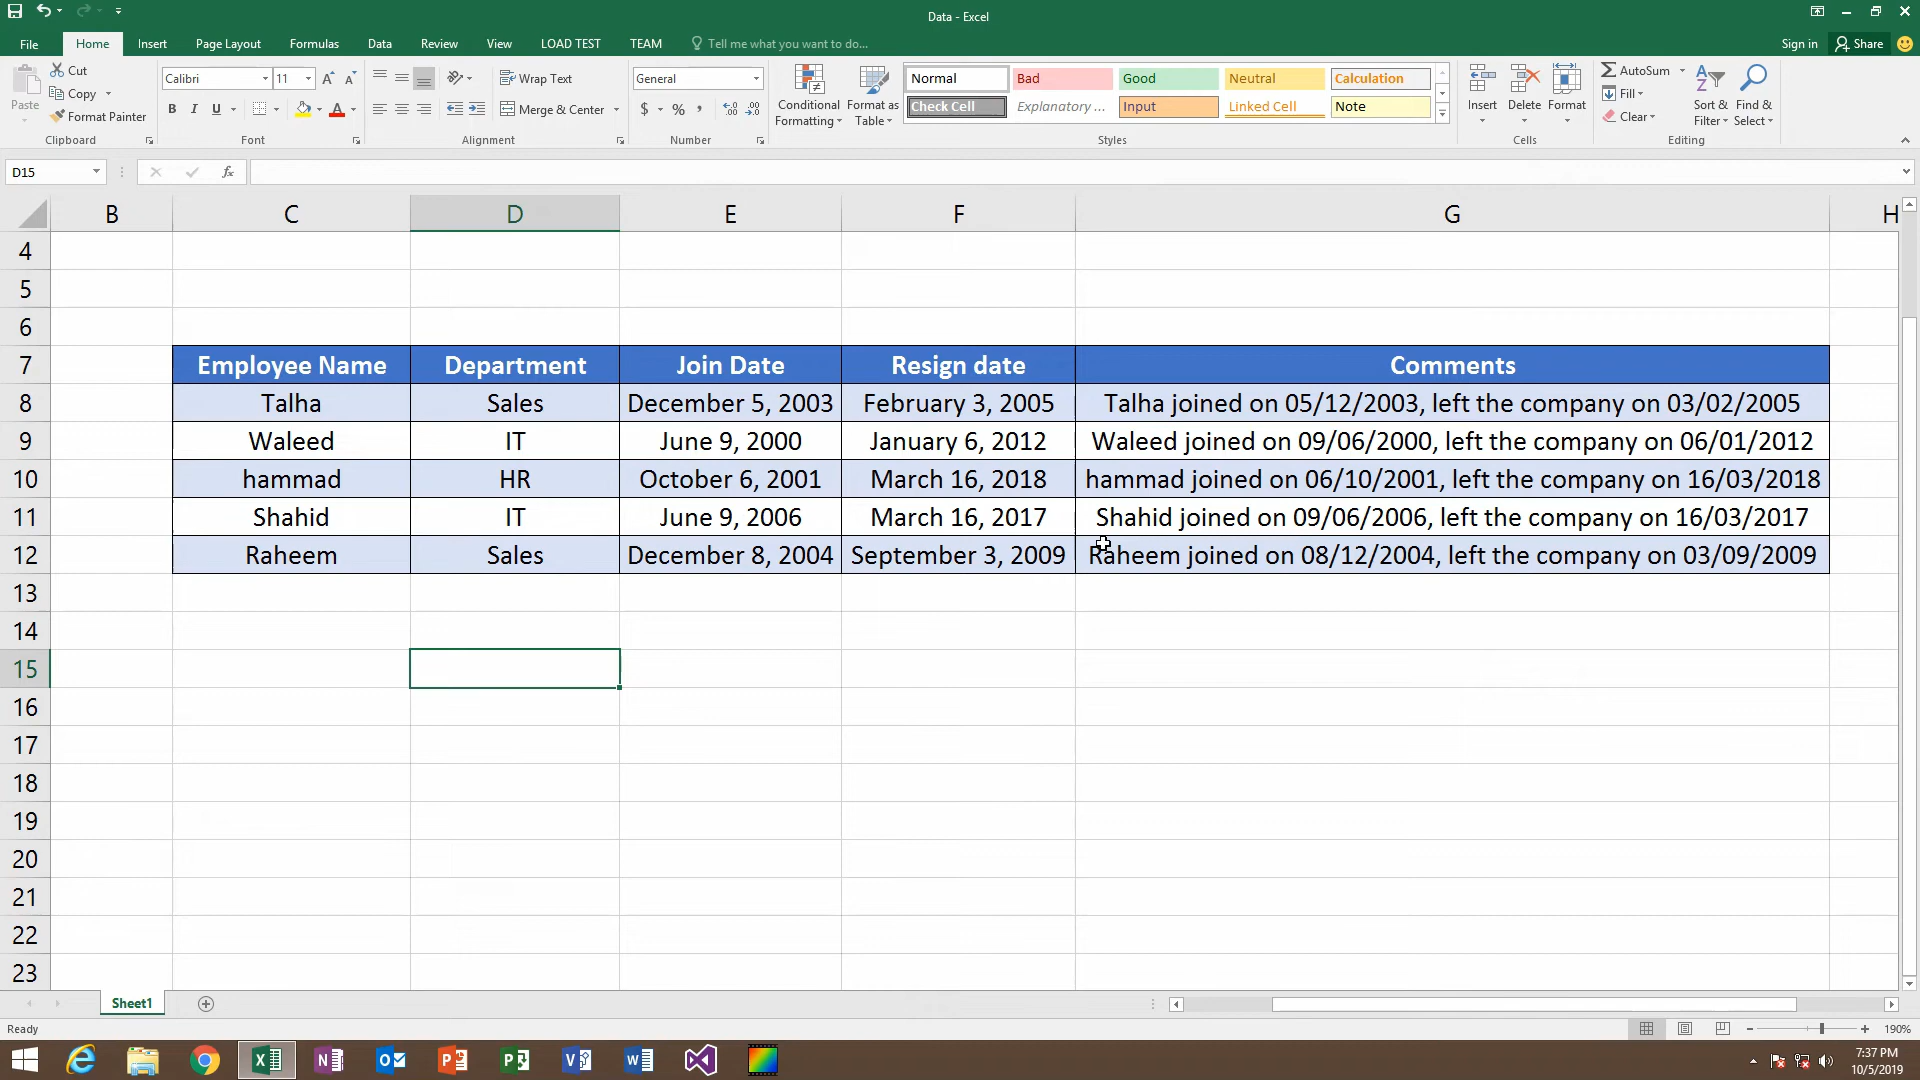 Data - Excel
File Home Insert Page Layout Formulas Data Review View LOAD TEST TEAM Tell me what you want to do... Sign in Share
Paste Cut Calibri 11 Wrap Text General Conditional Formatting Format as Table Normal Bad Good Neutral Calculation Insert Delete Format AutoSum Sort & Filter Find & Select
Copy B I U Merge & Center $ % , Check Cell Explanatory ... Input Linked Cell Note Fill
Format Painter Clear
Clipboard Font Alignment Number Styles Cells Editing
D15 fx
B C D E F G H
4
5
6
7 Employee Name Department Join Date Resign date Comments
8 Talha Sales December 5, 2003 February 3, 2005 Talha joined on 05/12/2003, left the company on 03/02/2005
9 Waleed IT June 9, 2000 January 6, 2012 Waleed joined on 09/06/2000, left the company on 06/01/2012
10 hammad HR October 6, 2001 March 16, 2018 hammad joined on 06/10/2001, left the company on 16/03/2018
11 Shahid IT June 9, 2006 March 16, 2017 Shahid joined on 09/06/2006, left the company on 16/03/2017
12 Raheem Sales December 8, 2004 September 3, 2009 Raheem joined on 08/12/2004, left the company on 03/09/2009
13
14
15
16
17
18
19
20
21
22
23
Sheet1
Ready 190%
7:37 PM
10/5/2019